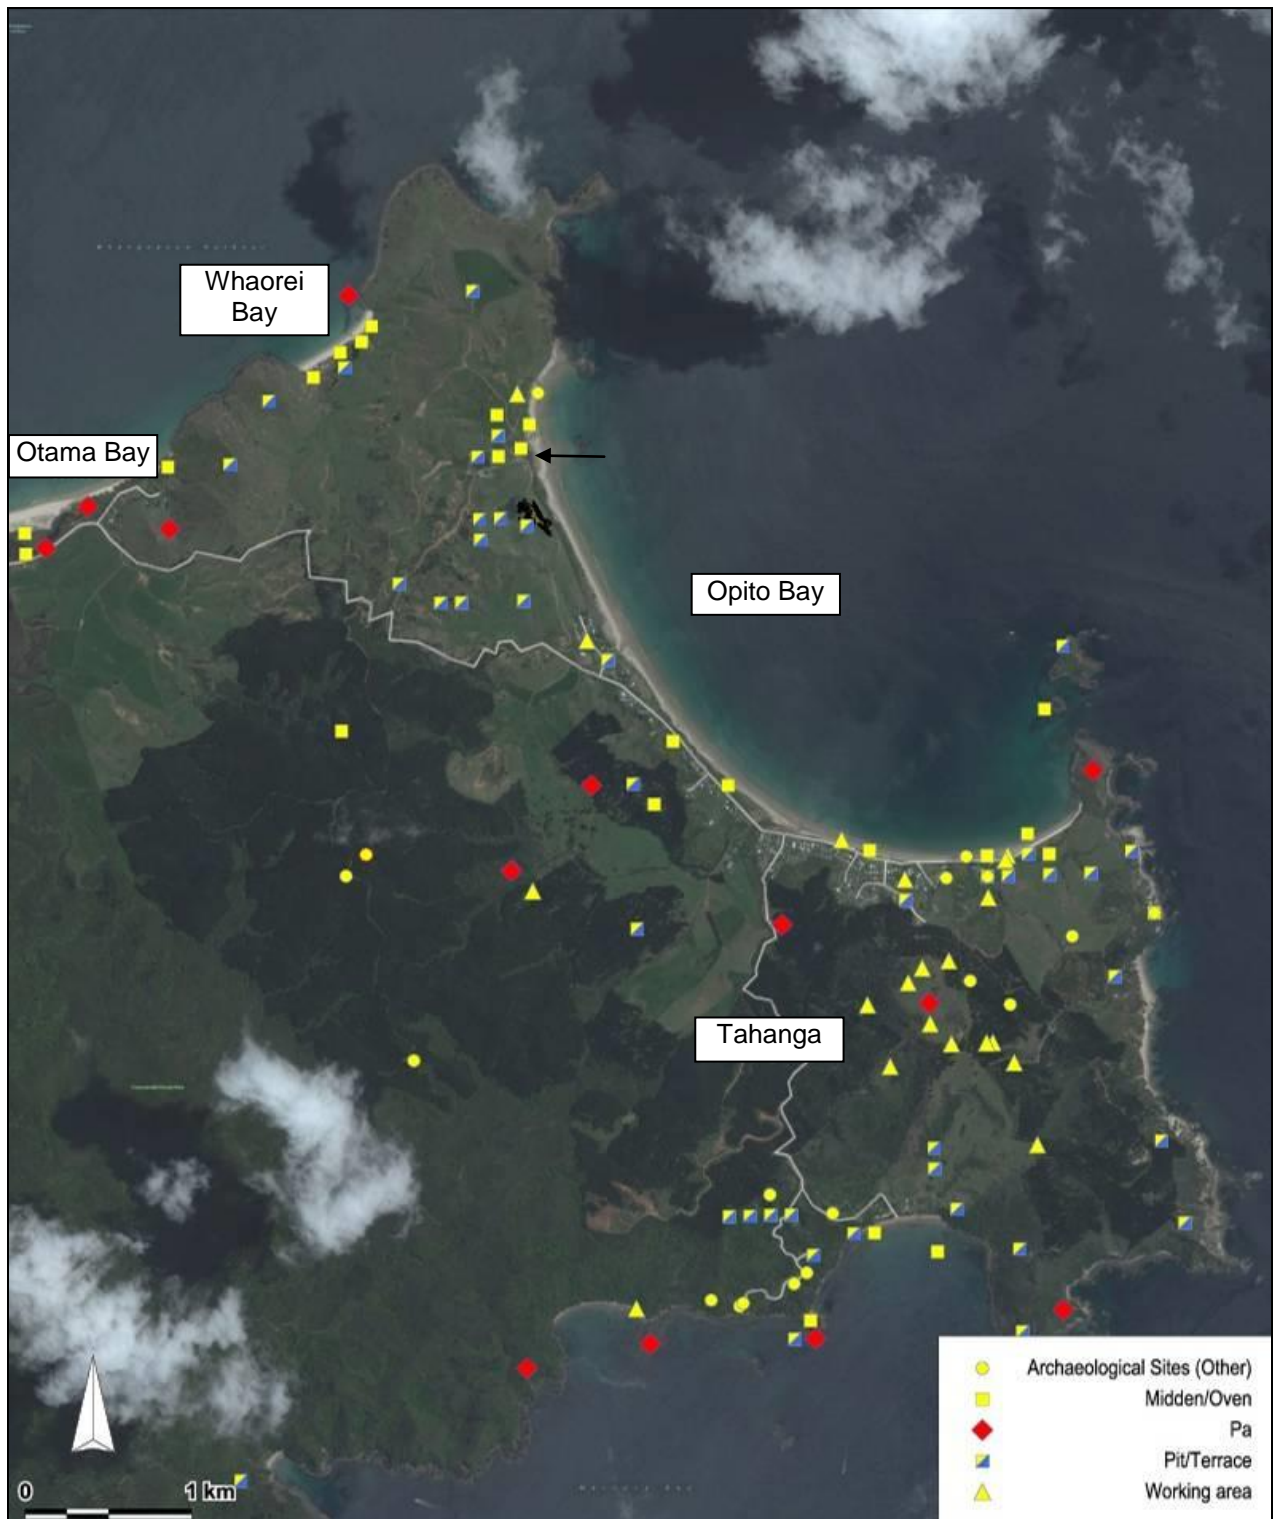 Whaorei
Bay
Otama Bay
Opito Bay
Tahanga
Archaeological Sites (Other)
Midden/Oven
Pa
Pit/Terrace
Working area
0 1 km